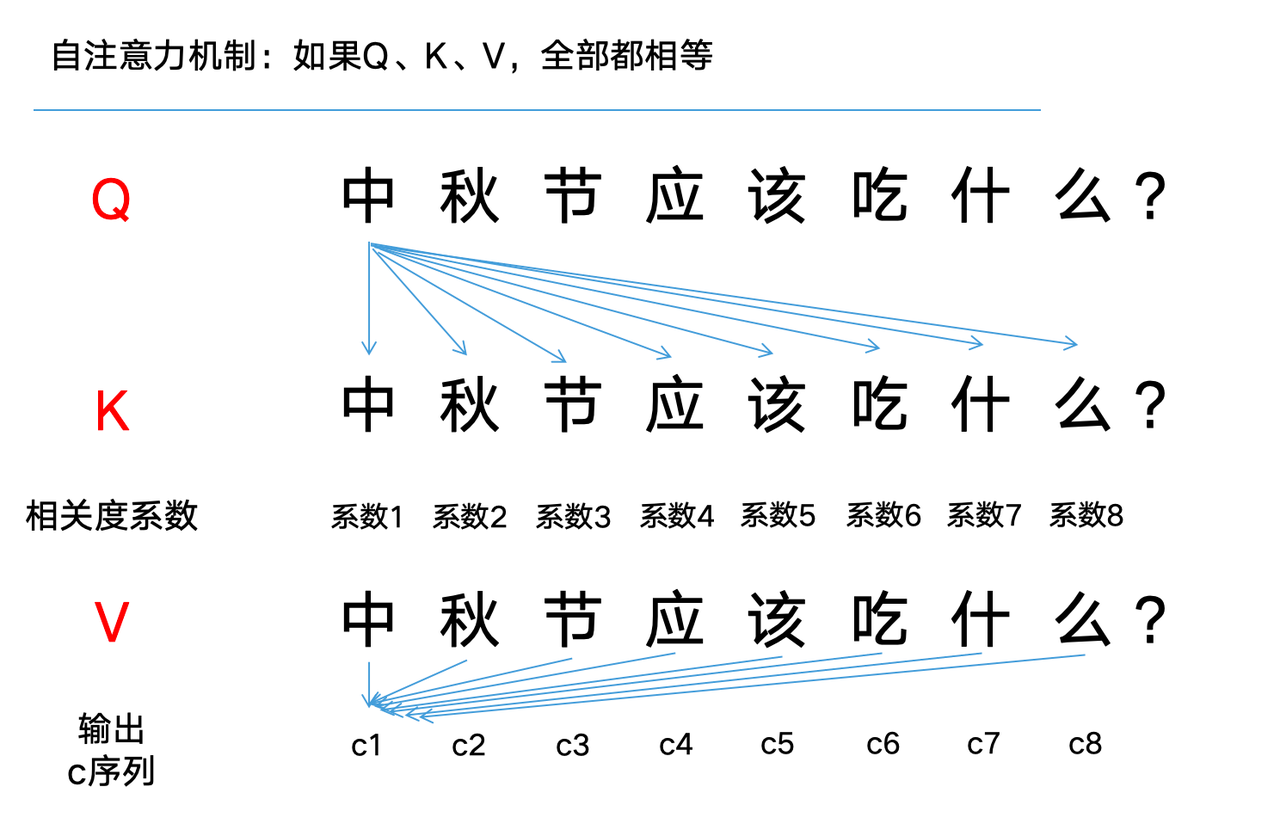 自注意力机制：如果Q、K、V，全部都相等
Q 中 秋 节 应 该 吃 什 么 ?
K 中 秋 节 应 该 吃 什 么 ?
相关度系数 系数1 系数2 系数3 系数4 系数5 系数6 系数7 系数8
V 中 秋 节 应 该 吃 什 么 ?
输出
c序列 c1 c2 c3 c4 c5 c6 c7 c8